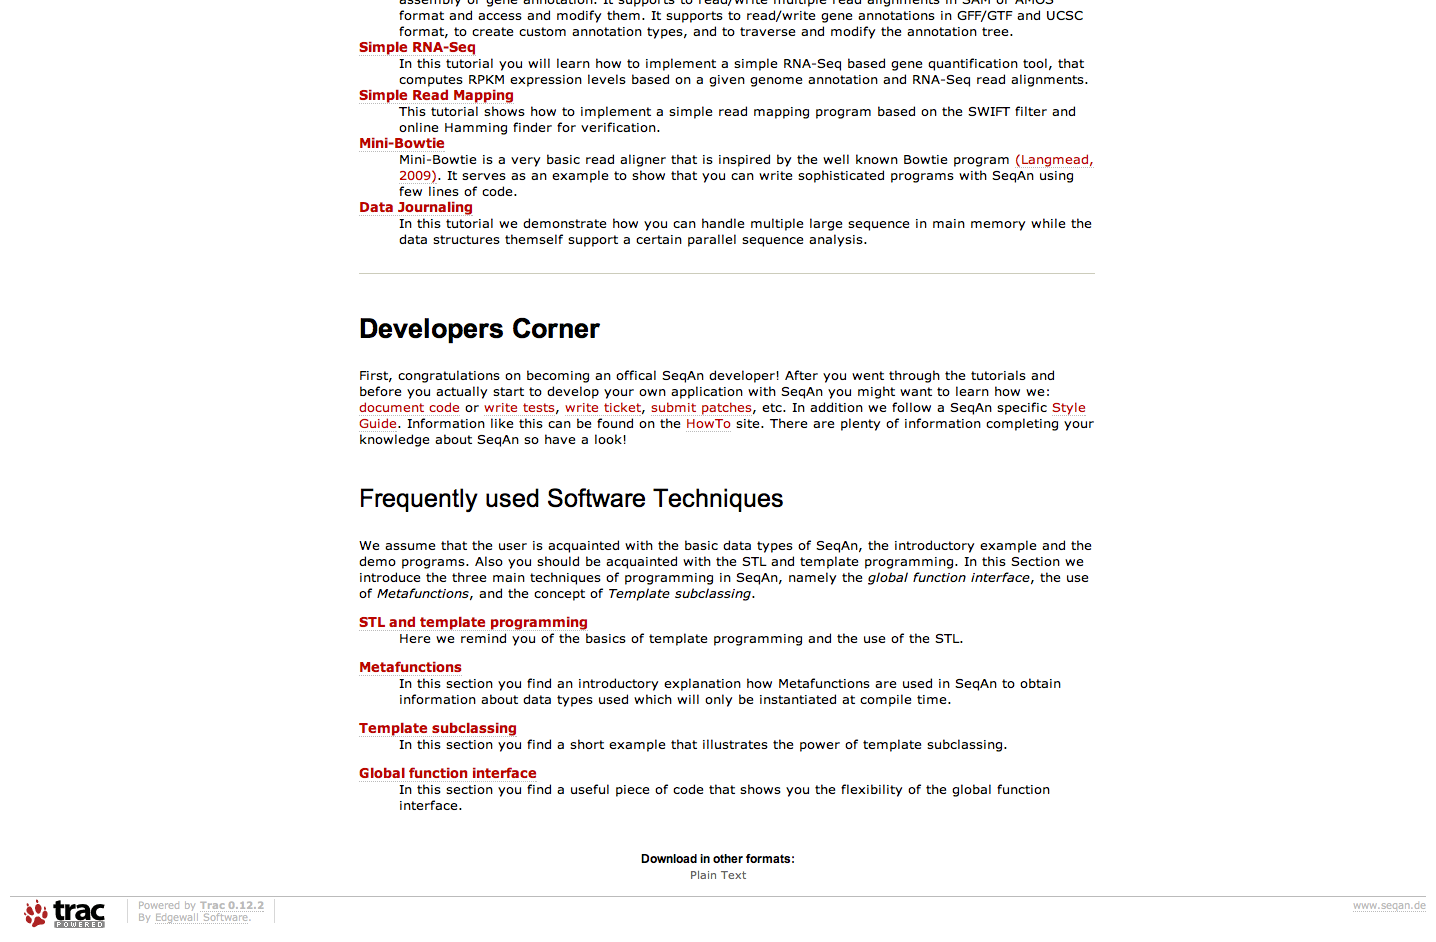 assembly or gene annotation. It supports to read/write multiple read alignments in SAM or AMOS
format and access and modify them. It supports to read/write gene annotations in GFF/GTF and UCSC
format, to create custom annotation types, and to traverse and modify the annotation tree.
Simple RNA-Seq
In this tutorial you will learn how to implement a simple RNA-Seq based gene quantification tool, that
computes RPKM expression levels based on a given genome annotation and RNA-Seq read alignments.
Simple Read Mapping
This tutorial shows how to implement a simple read mapping program based on the SWIFT filter and
online Hamming finder for verification.
Mini-Bowtie
Mini-Bowtie is a very basic read aligner that is inspired by the well known Bowtie program (Langmead,
2009). It serves as an example to show that you can write sophisticated programs with SeqAn using
few lines of code.
Data Journaling
In this tutorial we demonstrate how you can handle multiple large sequence in main memory while the
data structures themself support a certain parallel sequence analysis.
Developers Corner
First, congratulations on becoming an offical SeqAn developer! After you went through the tutorials and
before you actually start to develop your own application with SeqAn you might want to learn how we:
document code or write tests, write ticket, submit patches, etc. In addition we follow a SeqAn specific Style
Guide. Information like this can be found on the HowTo site. There are plenty of information completing your
knowledge about SeqAn so have a look!
Frequently used Software Techniques
We assume that the user is acquainted with the basic data types of SeqAn, the introductory example and the
demo programs. Also you should be acquainted with the STL and template programming. In this Section we
introduce the three main techniques of programming in SeqAn, namely the global function interface, the use
of Metafunctions, and the concept of Template subclassing.
STL and template programming
Here we remind you of the basics of template programming and the use of the STL.
Metafunctions
In this section you find an introductory explanation how Metafunctions are used in SeqAn to obtain
information about data types used which will only be instantiated at compile time.
Template subclassing
In this section you find a short example that illustrates the power of template subclassing.
Global function interface
In this section you find a useful piece of code that shows you the flexibility of the global function
interface.
Download in other formats:
Plain Text
trac
POWERED
Powered by Trac 0.12.2
By Edgewall Software.
www.seqan.de